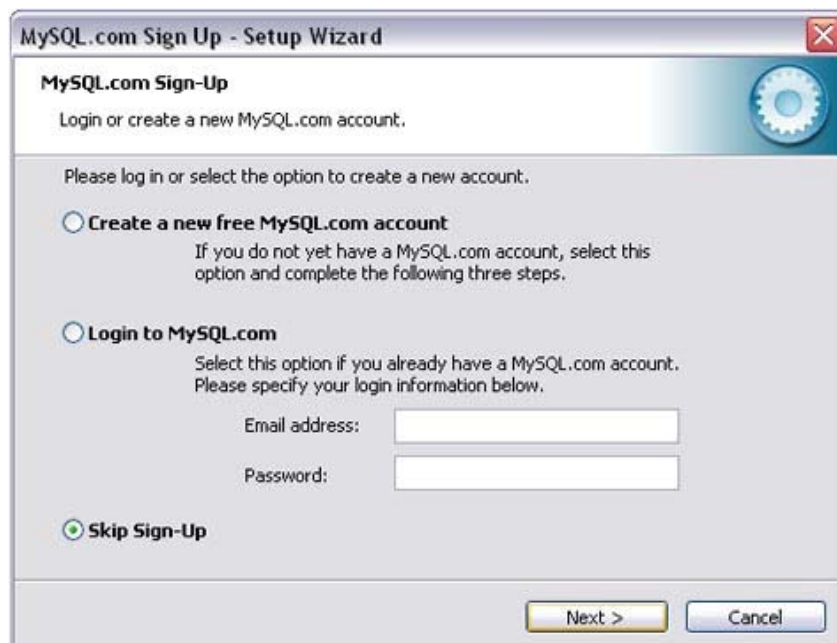 MySQL.com Sign Up - Setup Wizard
MySQL.com Sign-Up
Login or create a new MySQL.com account.
Please log in or select the option to create a new account.
Create a new free MySQL.com account
If you do not yet have a MySQL.com account, select this
option and complete the following three steps.
Login to MySQL.com
Select this option if you already have a MySQL.com account.
Please specify your login information below.
Email address:
Password:
Skip Sign-Up
Next >
Cancel